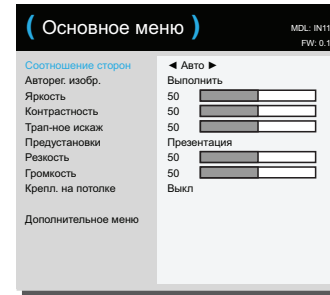 ( Основное меню )
MDL: IN11
FW: 0.1
Соотношение сторон ◄ Авто ►
Авторег. изобр. Выполнить
Яркость 50
Контрастность 50
Трап-ное искаж 50
Предустановки Презентация
Резкость 50
Громкость 50
Крепл. на потолке Выкл
Дополнительное меню